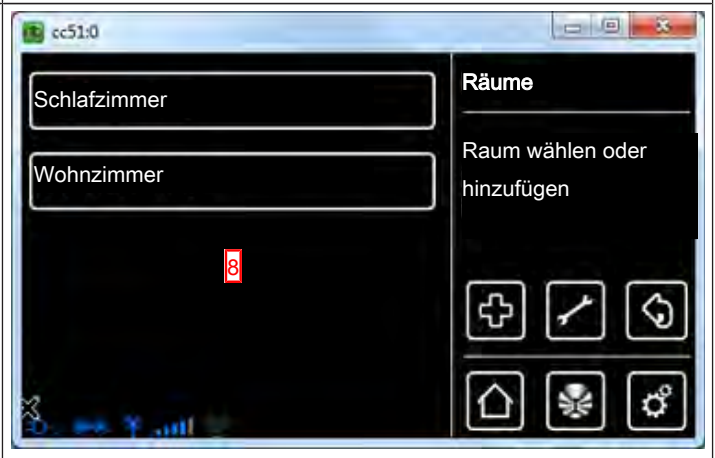 cc51:0
Schlafzimmer
Wohnzimmer
8
Räume
Raum wählen oder
hinzufügen